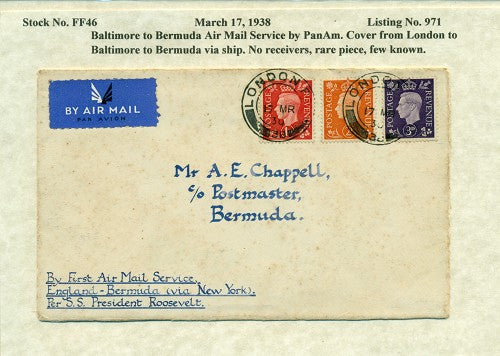 Stock No. FF46 March 17, 1938 Listing No. 971
Baltimore to Bermuda Air Mail Service by PanAm. Cover from London to
Baltimore to Bermuda via ship. No receivers, rare piece, few known.
BY AIR MAIL
PAR AVION
LONDON
MR
POSTAGE REVENUE
LONDON
POSTAGE
POSTAGE REVENUE
3D
Mr A. E. Chappell,
c/o Postmaster,
Bermuda.
By First Air Mail Service.
England-Bermuda (via New York).
Per S.S. President Roosevelt.